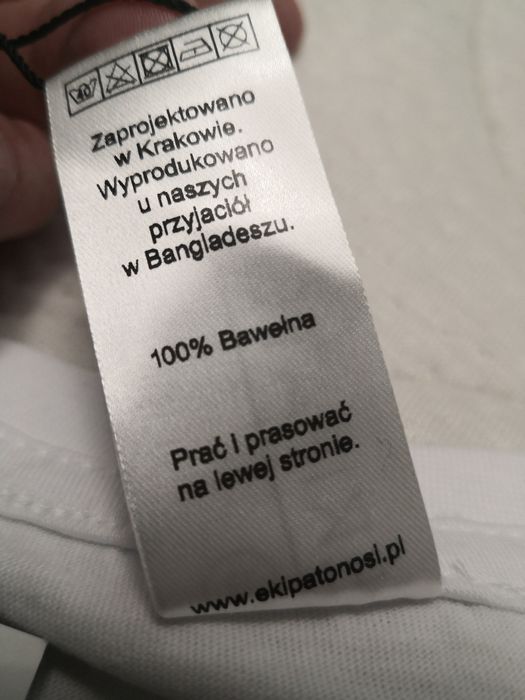 Zaprojektowano
w Krakowie.
Wyprodukowano
u naszych
przyjaciół
w Bangladeszu.
100% Bawełna
Prać i prasować
na lewej stronie.
www.ekipatonosi.pl